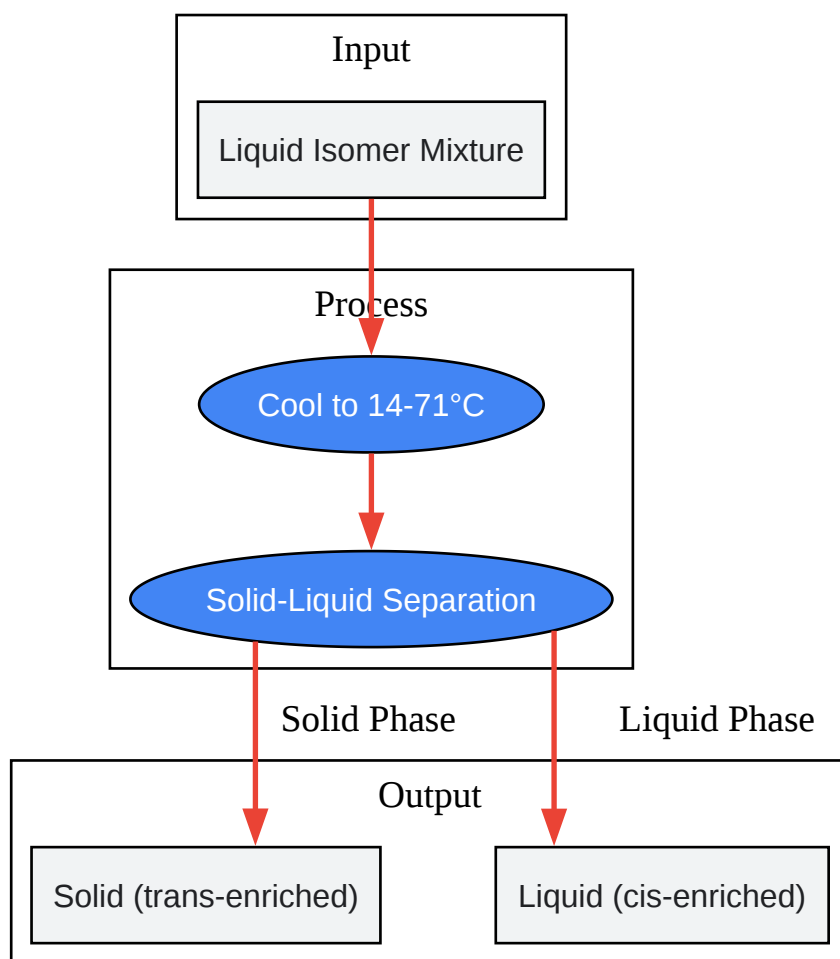 Input
Liquid Isomer Mixture
Process
Cool to 14-71°C
Solid-Liquid Separation
Solid Phase
Liquid Phase
Output
Solid (trans-enriched)
Liquid (cis-enriched)